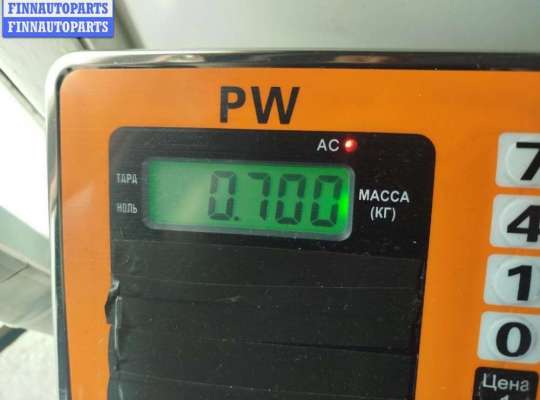 FINNAUTOPARTS
FINNAUTOPARTS
PW
AC
ТАРА
НОЛЬ
0.700
МАССА
(КГ)
7
4
1
0
Цена